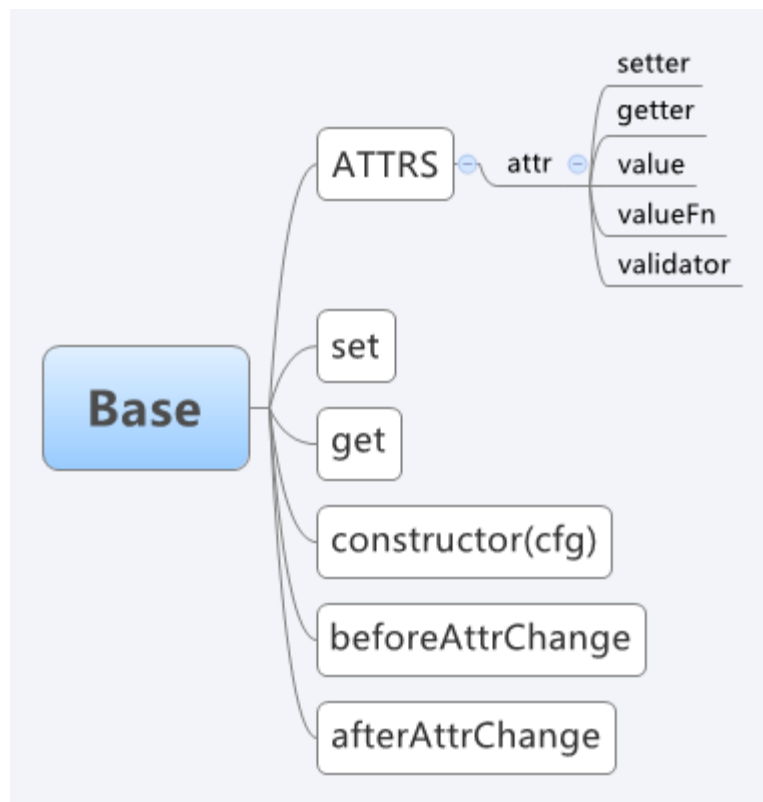 setter
getter
ATTRS
attr
value
valueFn
validator
set
Base
get
constructor(cfg)
beforeAttrChange
afterAttrChange